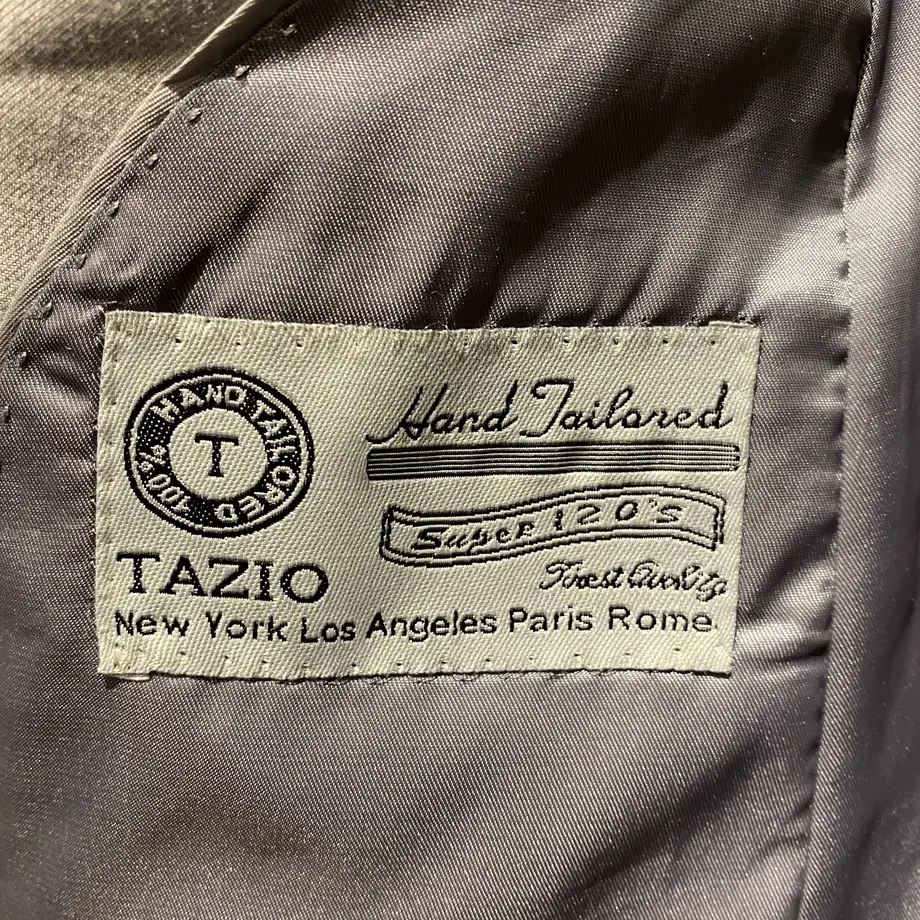 100% HAND TAILORED
T
TAZIO
Hand Tailored
Super 120's
Finest Quality
New York Los Angeles Paris Rome